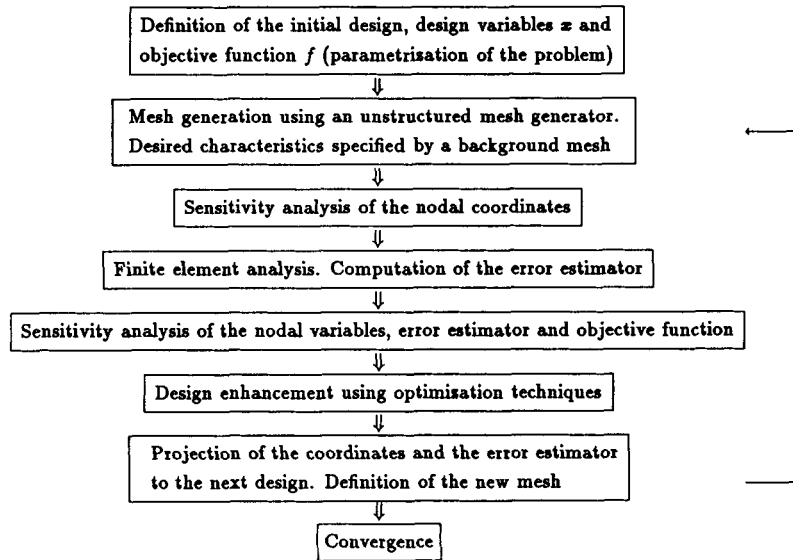 Definition of the initial design, design variables x and
objective function f (parametrisation of the problem)
⇓
Mesh generation using an unstructured mesh generator.
Desired characteristics specified by a background mesh
⇓
Sensitivity analysis of the nodal coordinates
⇓
Finite element analysis. Computation of the error estimator
⇓
Sensitivity analysis of the nodal variables, error estimator and objective function
⇓
Design enhancement using optimization techniques
⇓
Projection of the coordinates and the error estimator
to the next design. Definition of the new mesh
⇓
Convergence